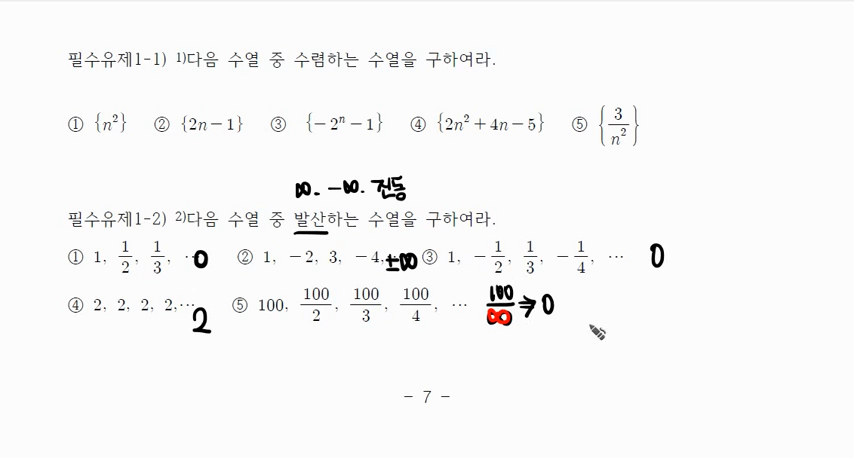 필수유제1-1) 1)다음 수열 중 수렴하는 수열을 구하여라.
① {n²} ② {2n-1} ③ {-2ⁿ-1} ④ {2n²+4n-5} ⑤ {3/n²}
∞. -∞. 진동
필수유제1-2) 2)다음 수열 중 발산하는 수열을 구하여라.
① 1, 1/2, 1/3, … 0 ② 1, -2, 3, -4, ±∞ ③ 1, -1/2, 1/3, -1/4, … 0
④ 2, 2, 2, 2, … 2 ⑤ 100, 100/2, 100/3, 100/4, … 100/∞ → 0
- 7 -